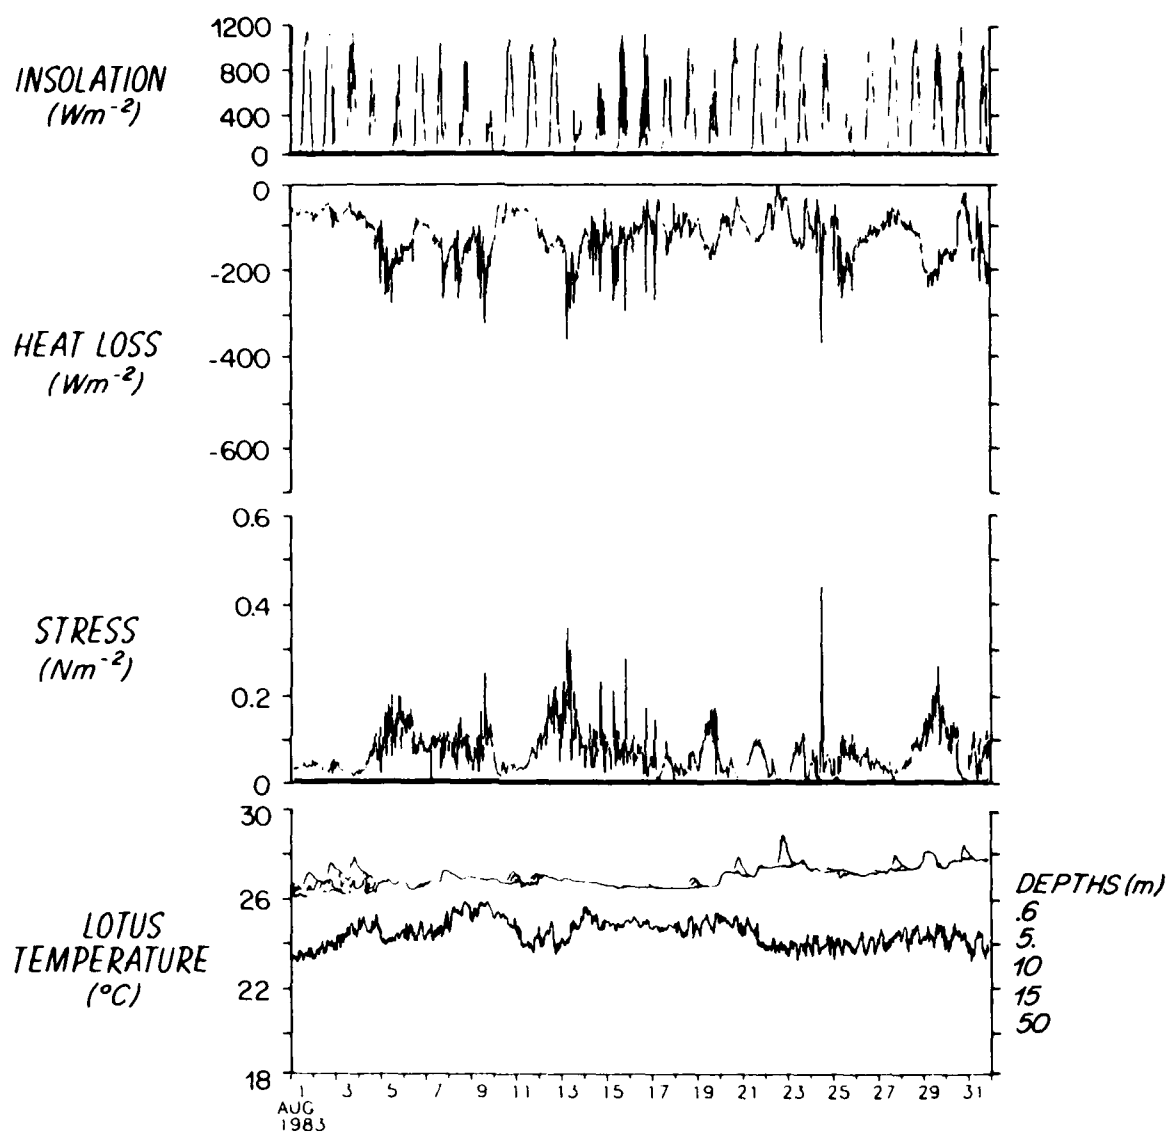 INSOLATION
(Wm⁻²)
1200
800
400
0
HEAT LOSS
(Wm⁻²)
0
-200
-400
-600
STRESS
(Nm⁻²)
0.6
0.4
0.2
0
LOTUS
TEMPERATURE
(°C)
30
26
22
18
DEPTHS (m)
.6
5.
10
15
50
1 3 5 7 9 11 13 15 17 19 21 23 25 27 29 31
AUG
1983